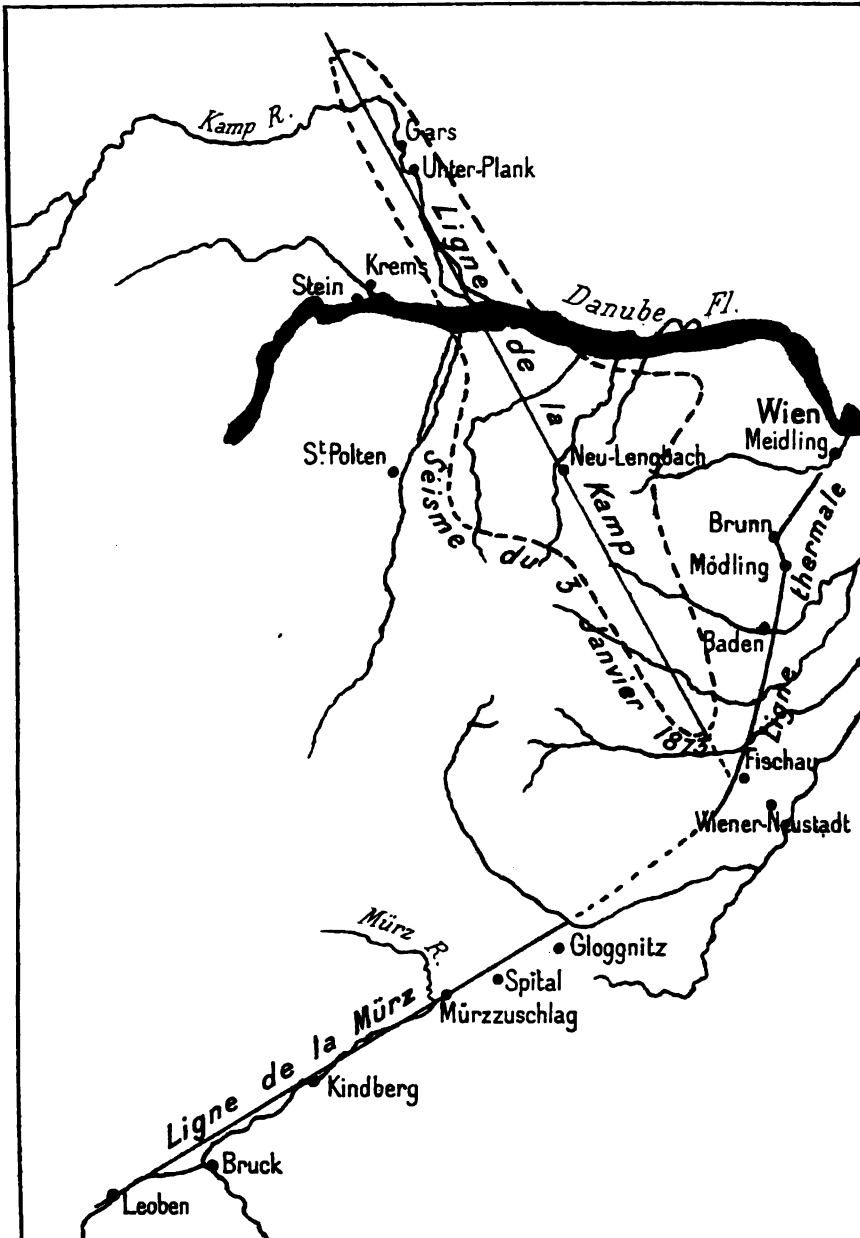 Kamp R.
Gars
Unter-Plank
Ligne de la Kamp
Krems
Stein
Danube Fl.
Wien
Meidling
St. Polten
Neu-Lengbach
Séisme du 3 Janvier 1873
Brunn
Mödling
Ligne thermale
Baden
Fischau
Wiener-Neustadt
Mürz R.
Gloggnitz
Spital
Mürzzuschlag
Ligne de la Mürz
Kindberg
Bruck
Leoben